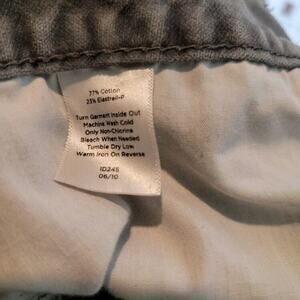 77% Cotton
23% Elastrell-P
Turn Garment Inside Out
Machine Wash Cold
Only Non-Chlorine
Bleach When Needed
Tumble Dry Low
Warm Iron On Reverse
ID245
06/10